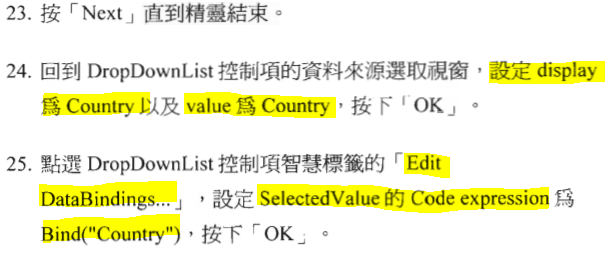 23. 按「Next」直到精靈結束。
24. 回到 DropDownList 控制項的資料來源選取視窗，設定 display
為 Country 以及 value 為 Country，按下「OK」。
25. 點選 DropDownList 控制項智慧標籤的「Edit
DataBindings...」，設定 SelectedValue 的 Code expression 為
Bind("Country")，按下「OK」。